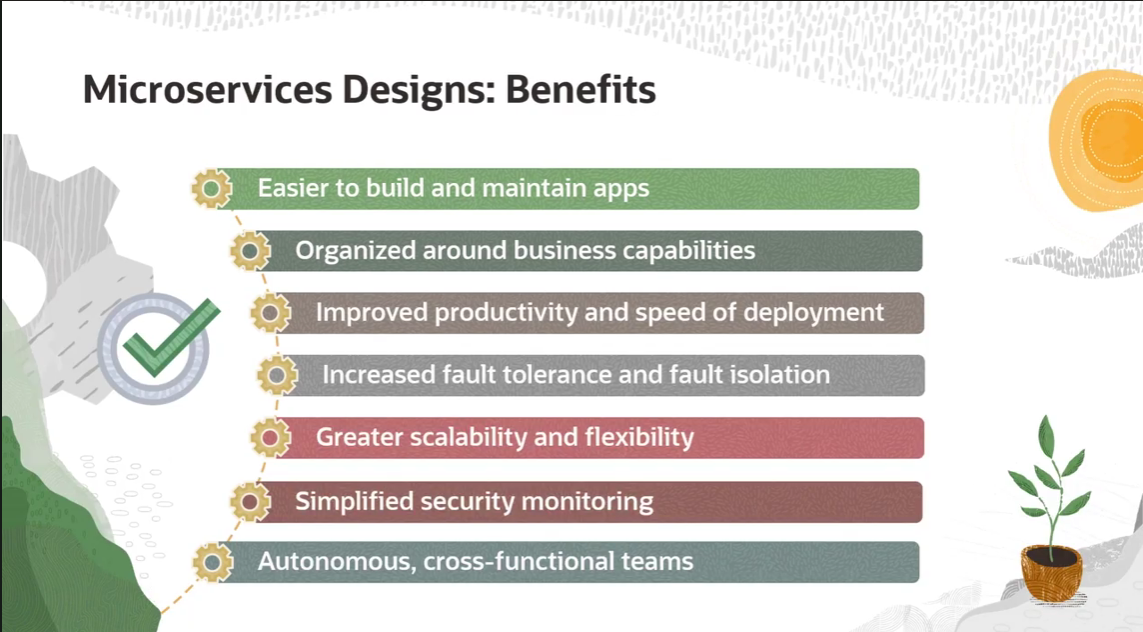 Microservices Designs: Benefits
Easier to build and maintain apps
Organized around business capabilities
Improved productivity and speed of deployment
Increased fault tolerance and fault isolation
Greater scalability and flexibility
Simplified security monitoring
Autonomous, cross-functional teams